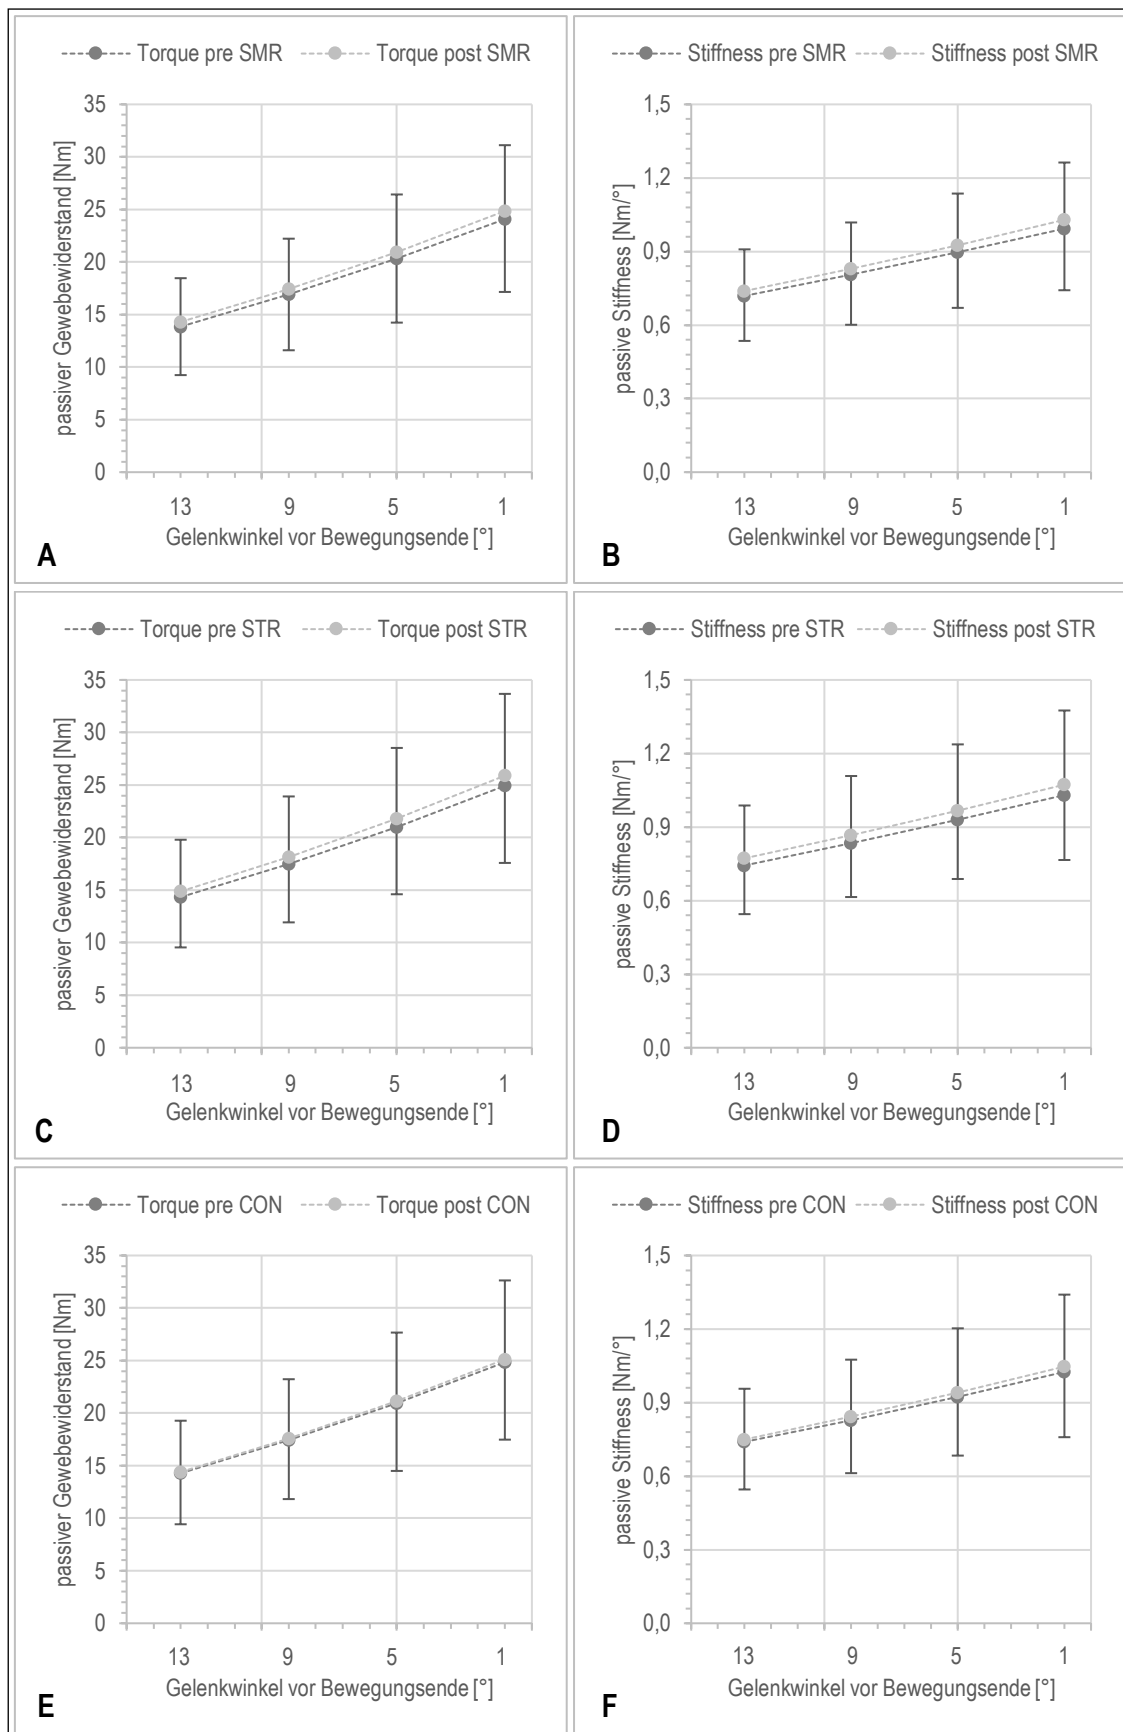 Torque pre SMR Torque post SMR
passiver Gewebewiderstand [Nm]
35
30
25
20
15
10
5
0
13 9 5 1
Gelenkwinkel vor Bewegungsende [°]
A
Stiffness pre SMR Stiffness post SMR
passive Stiffness [Nm/°]
1,5
1,2
0,9
0,6
0,3
0,0
13 9 5 1
Gelenkwinkel vor Bewegungsende [°]
B
Torque pre STR Torque post STR
passiver Gewebewiderstand [Nm]
35
30
25
20
15
10
5
0
13 9 5 1
Gelenkwinkel vor Bewegungsende [°]
C
Stiffness pre STR Stiffness post STR
passive Stiffness [Nm/°]
1,5
1,2
0,9
0,6
0,3
0,0
13 9 5 1
Gelenkwinkel vor Bewegungsende [°]
D
Torque pre CON Torque post CON
passiver Gewebewiderstand [Nm]
35
30
25
20
15
10
5
0
13 9 5 1
Gelenkwinkel vor Bewegungsende [°]
E
Stiffness pre CON Stiffness post CON
passive Stiffness [Nm/°]
1,5
1,2
0,9
0,6
0,3
0,0
13 9 5 1
Gelenkwinkel vor Bewegungsende [°]
F